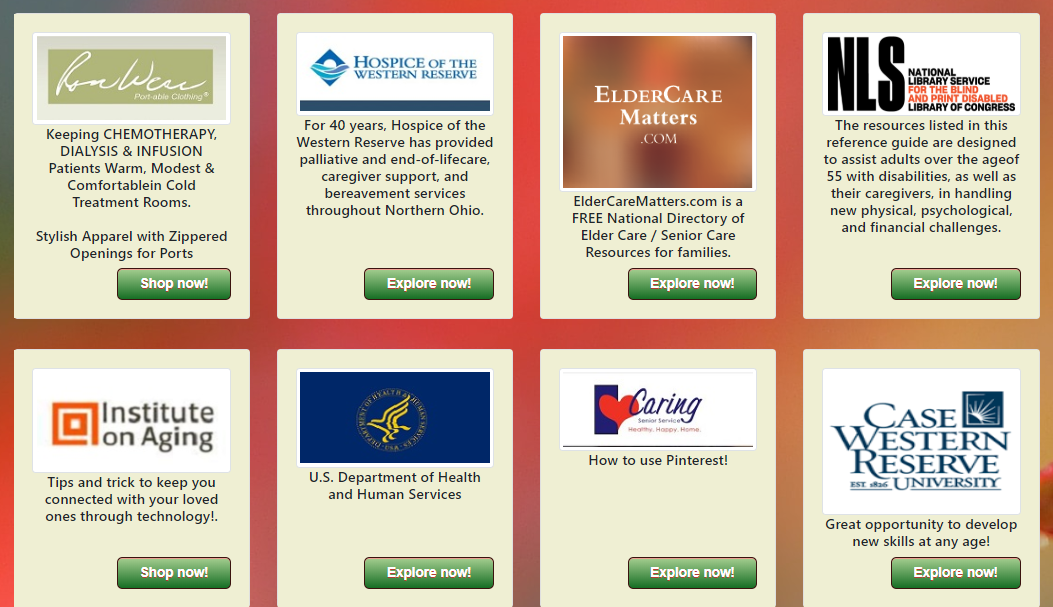 RonWear
Port-able Clothing®
Keeping CHEMOTHERAPY,
DIALYSIS & INFUSION
Patients Warm, Modest &
Comfortablein Cold
Treatment Rooms.
Stylish Apparel with Zippered
Openings for Ports
Shop now!
HOSPICE OF THE
WESTERN RESERVE
For 40 years, Hospice of the
Western Reserve has provided
palliative and end-of-lifecare,
caregiver support, and
bereavement services
throughout Northern Ohio.
Explore now!
ELDERCARE
Matters
.COM
ElderCareMatters.com is a
FREE National Directory of
Elder Care / Senior Care
Resources for families.
Explore now!
NLS
NATIONAL
LIBRARY SERVICE
FOR THE BLIND
AND PRINT DISABLED
LIBRARY OF CONGRESS
The resources listed in this
reference guide are designed
to assist adults over the ageof
55 with disabilities, as well as
their caregivers, in handling
new physical, psychological,
and financial challenges.
Explore now!
Institute
on Aging
Tips and trick to keep you
connected with your loved
ones through technology!.
Shop now!
DEPARTMENT OF HEALTH & HUMAN SERVICES • USA
U.S. Department of Health
and Human Services
Explore now!
Caring
Senior Service
Healthy. Happy. Home.
How to use Pinterest!
Explore now!
CASE
WESTERN
RESERVE
EST. 1826 UNIVERSITY
Great opportunity to develop
new skills at any age!
Explore now!